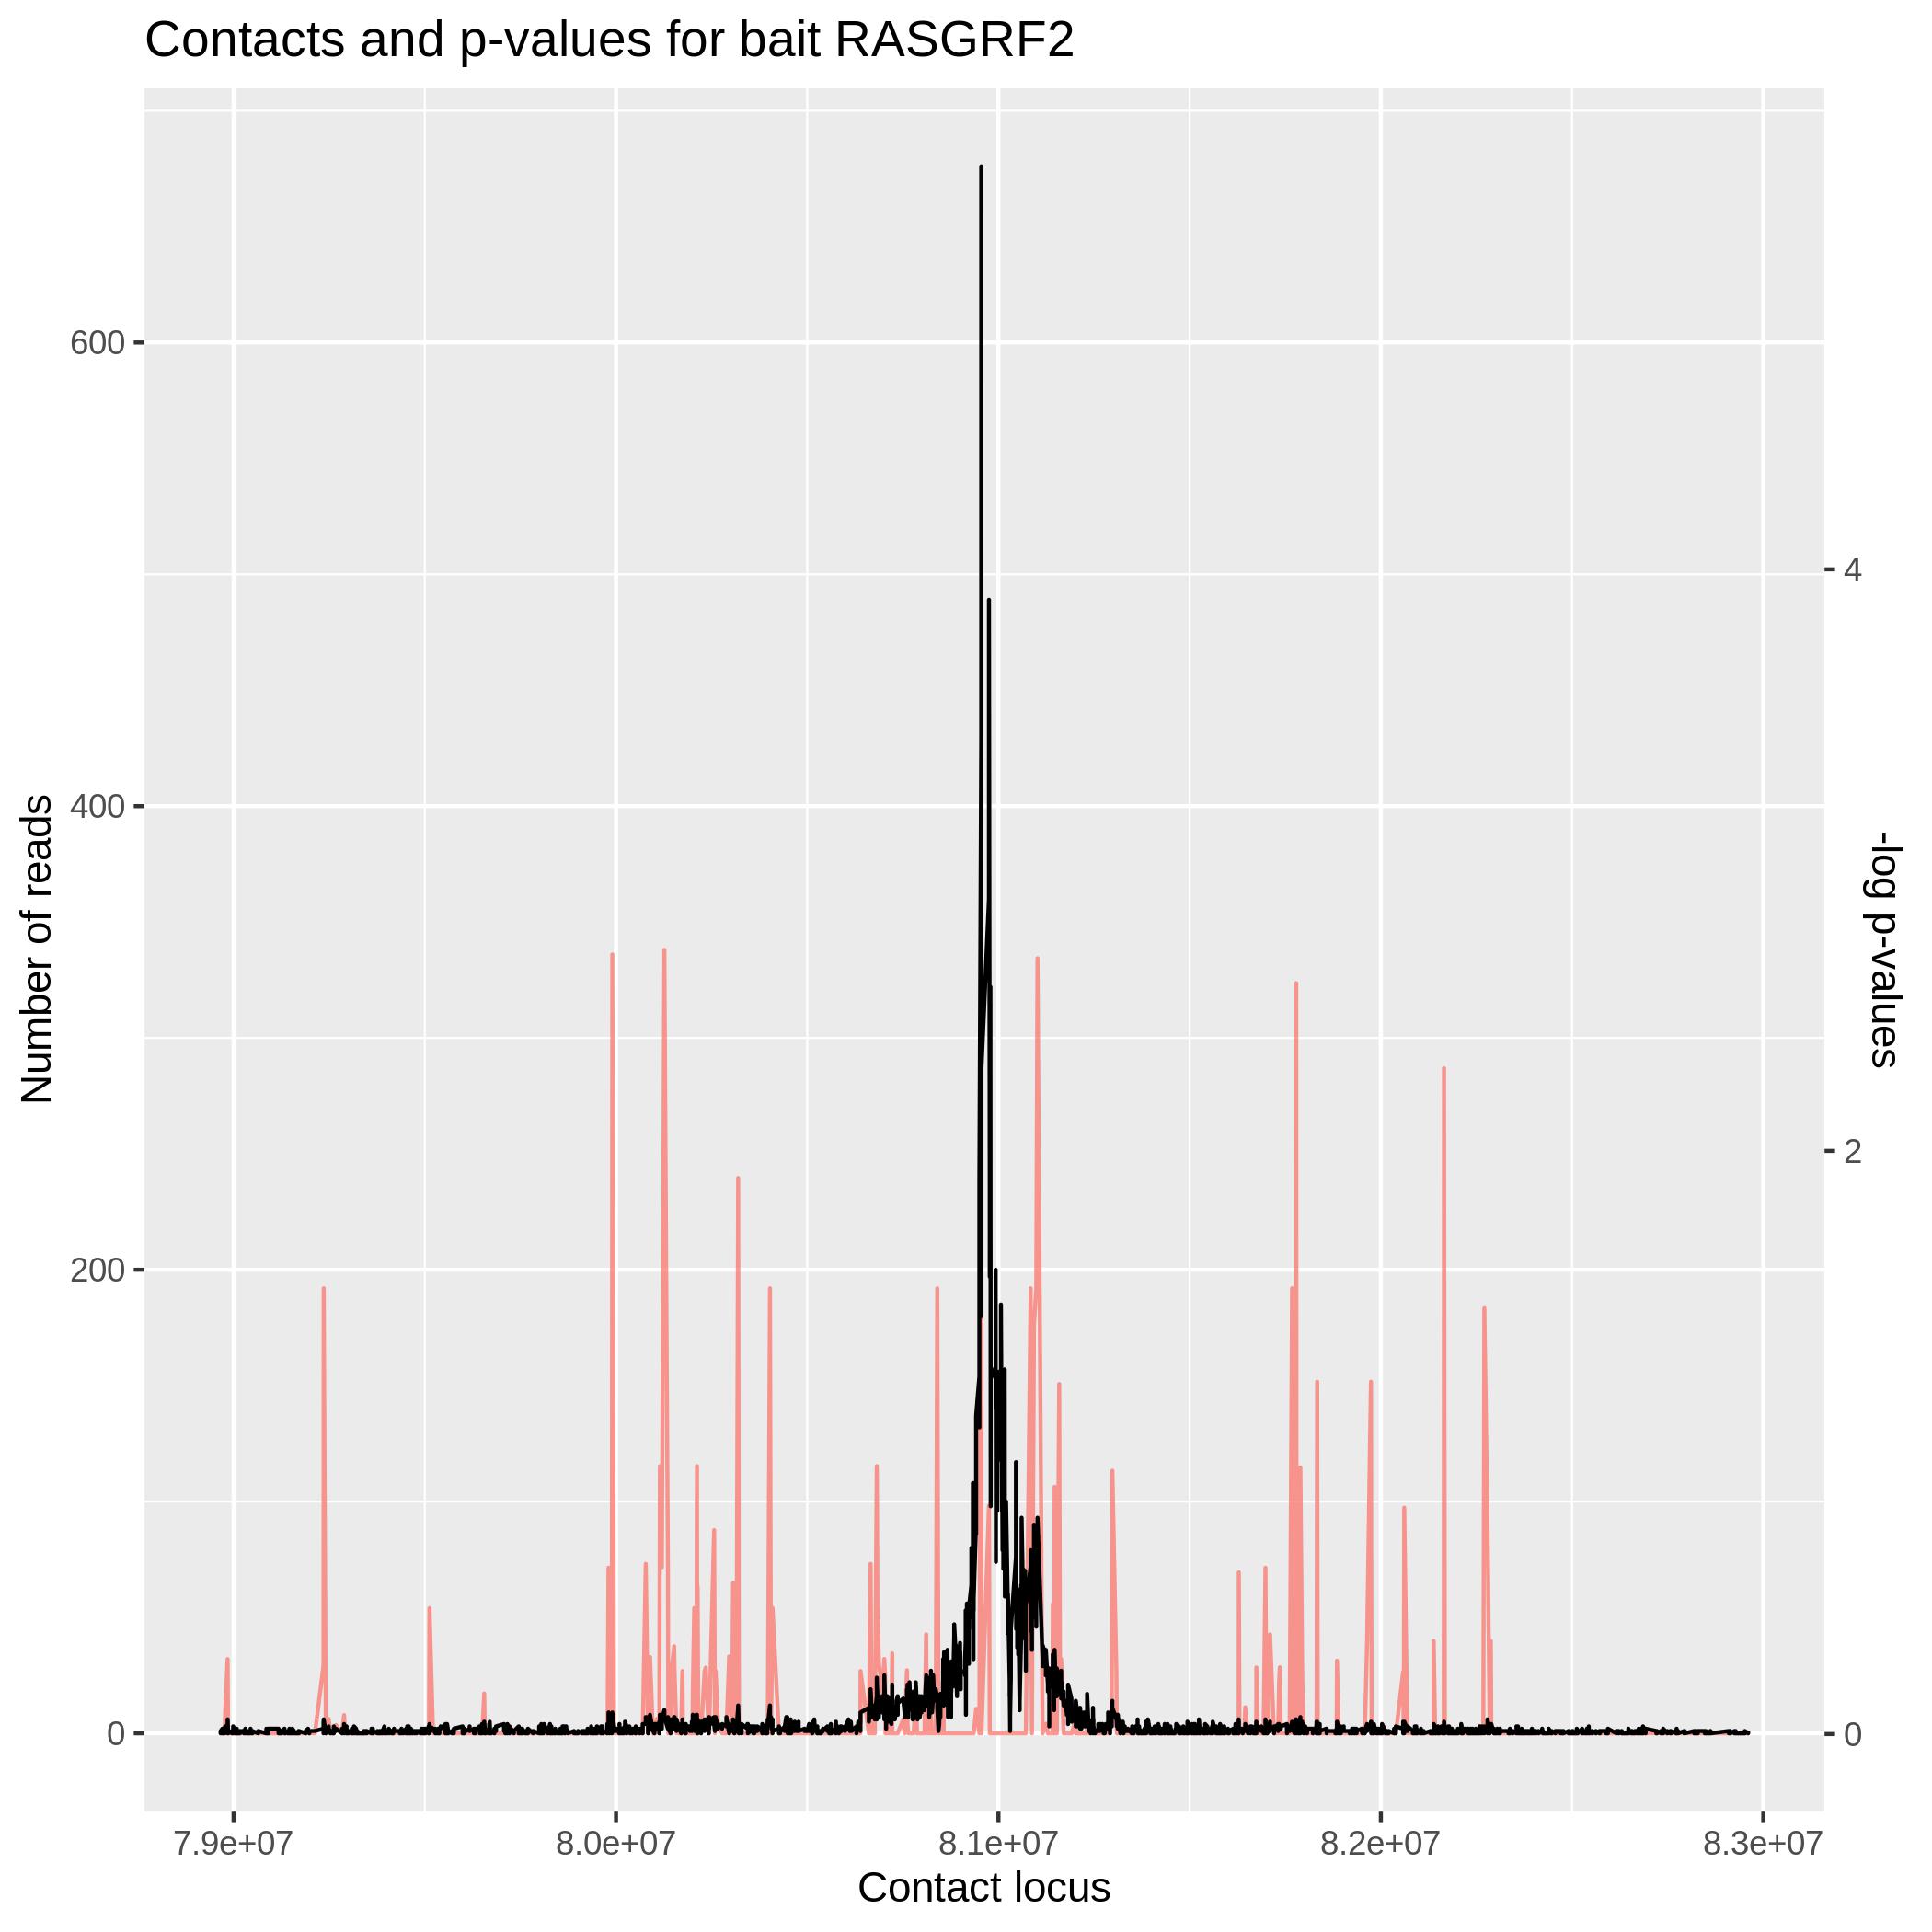 Contacts and p-values for bait RASGRF2
600
400
200
0
Number of reads
4
2
0
-log p-values
7.9e+07
8.0e+07
8.1e+07
8.2e+07
8.3e+07
Contact locus